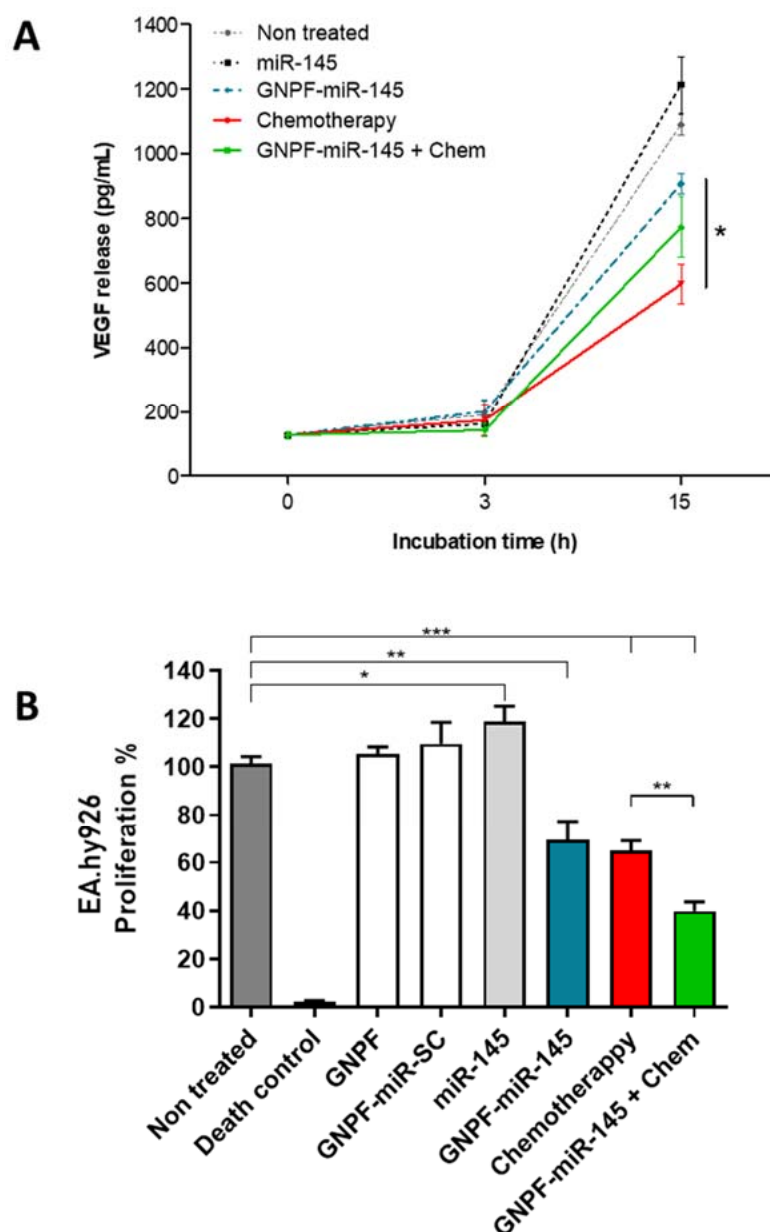 A
Non treated
miR-145
GNPF-miR-145
Chemotherapy
GNPF-miR-145 + Chem
VEGF release (pg/mL)
1400
1200
1000
800
600
400
200
0
*
0 3 15
Incubation time (h)
B
***
**
*
**
EA.hy926
Proliferation %
140
120
100
80
60
40
20
0
Non treated
Death control
GNPF
GNPF-miR-SC
miR-145
GNPF-miR-145
Chemotherappy
GNPF-miR-145 + Chem